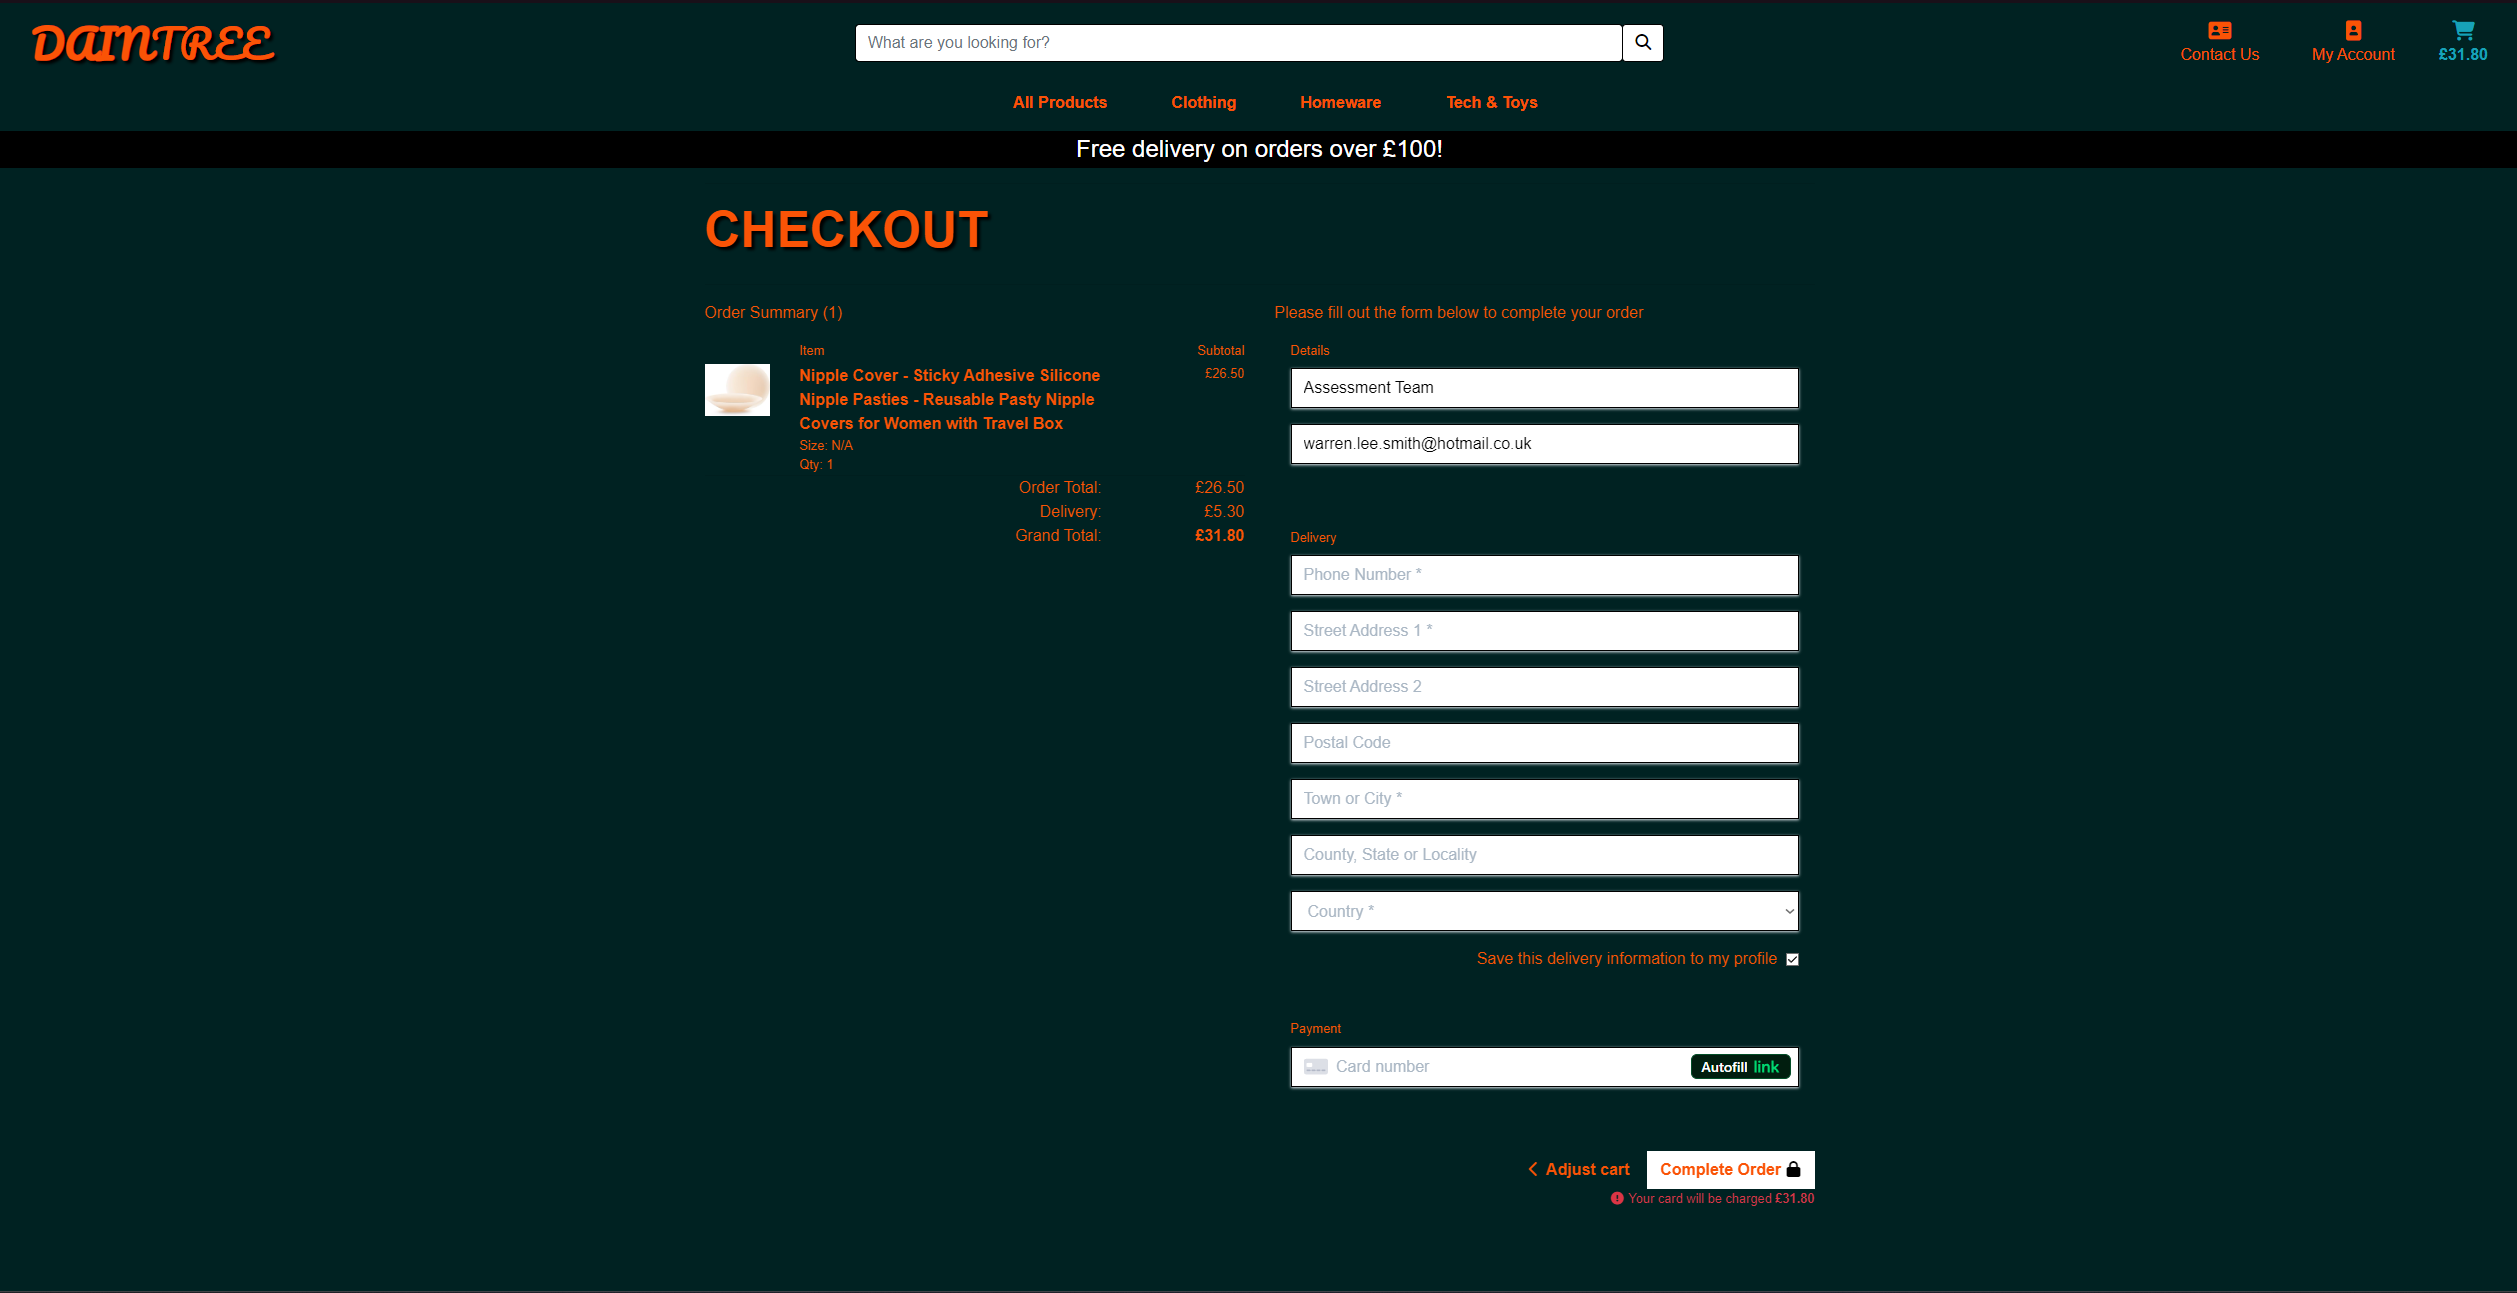 DAINTREE
What are you looking for?
Contact Us
My Account
£31.80
All Products
Clothing
Homeware
Tech & Toys
Free delivery on orders over £100!
CHECKOUT
Order Summary (1)
Item
Subtotal
Nipple Cover - Sticky Adhesive Silicone
Nipple Pasties - Reusable Pasty Nipple
Covers for Women with Travel Box
£26.50
Size: N/A
Qty: 1
Order Total: £26.50
Delivery: £5.30
Grand Total: £31.80
Please fill out the form below to complete your order
Details
Assessment Team
warren.lee.smith@hotmail.co.uk
Delivery
Phone Number *
Street Address 1 *
Street Address 2
Postal Code
Town or City *
County, State or Locality
Country *
Save this delivery information to my profile
Payment
Card number
Autofill link
Adjust cart
Complete Order
Your card will be charged £31.80